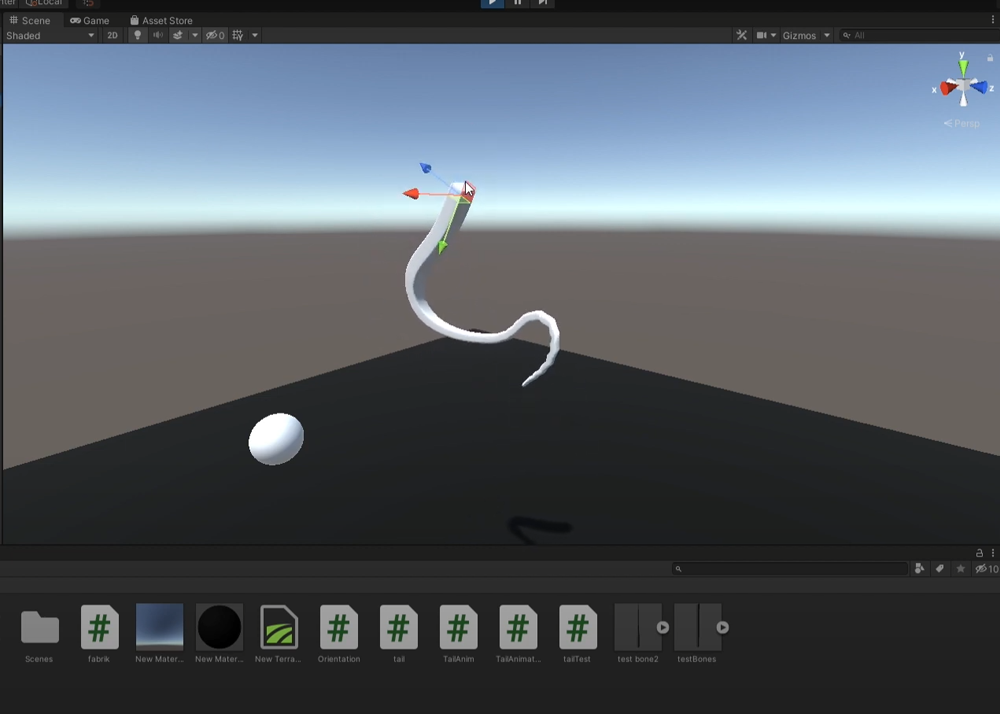 Local
Scene Game Asset Store
Shaded 2D 0 Gizmos All
y
x z
Persp
10
# # # # # # #
Scenes fabrik New Mater... New Mater... New Terra... Orientation tail TailAnim TailAnimat... tailTest test bone2 testBones